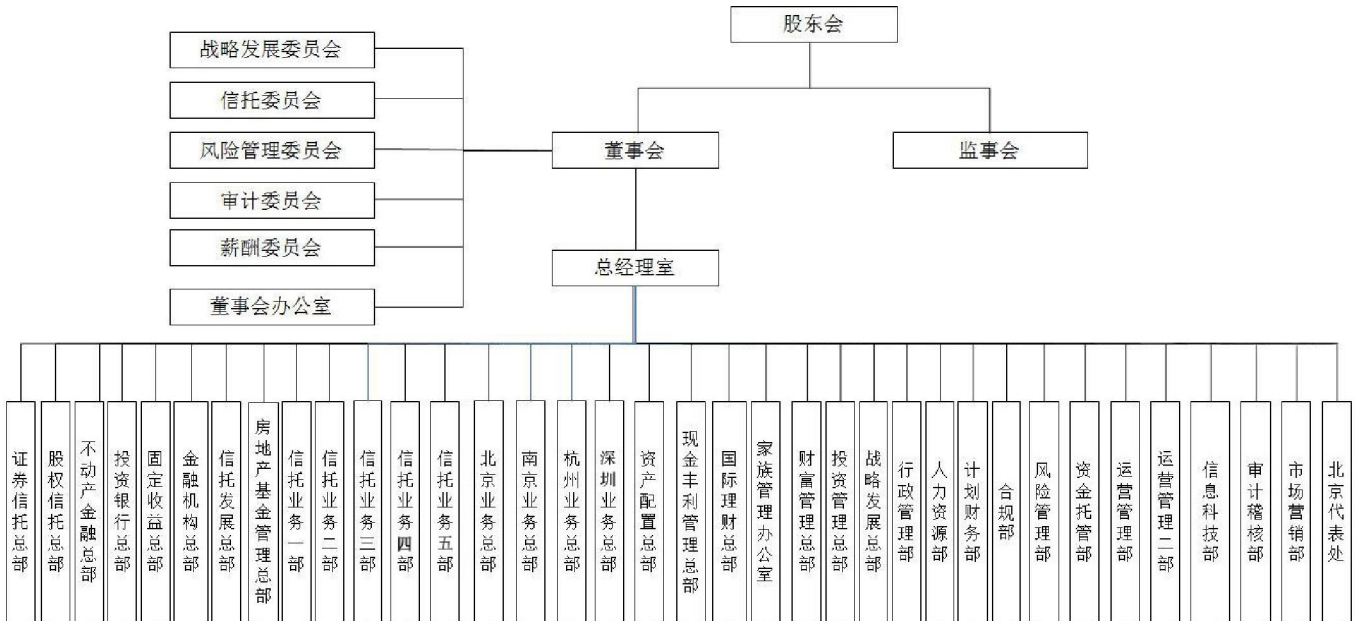 股东会
战略发展委员会
信托委员会
风险管理委员会
董事会
监事会
审计委员会
薪酬委员会
总经理室
董事会办公室
证券信托总部
股权信托总部
不动产金融总部
投资银行总部
固定收益总部
金融机构总部
信托发展总部
房地产基金管理总部
信托业务一部
信托业务二部
信托业务三部
信托业务四部
信托业务五部
北京业务总部
南京业务总部
杭州业务总部
深圳业务总部
资产配置总部
现金丰利管理总部
国际理财总部
家族管理办公室
财富管理总部
投资管理总部
战略发展总部
行政管理部
人力资源部
计划财务部
合规部
风险管理部
资金托管部
运营管理部
运营管理二部
信息科技部
审计稽核部
市场营销部
北京代表处